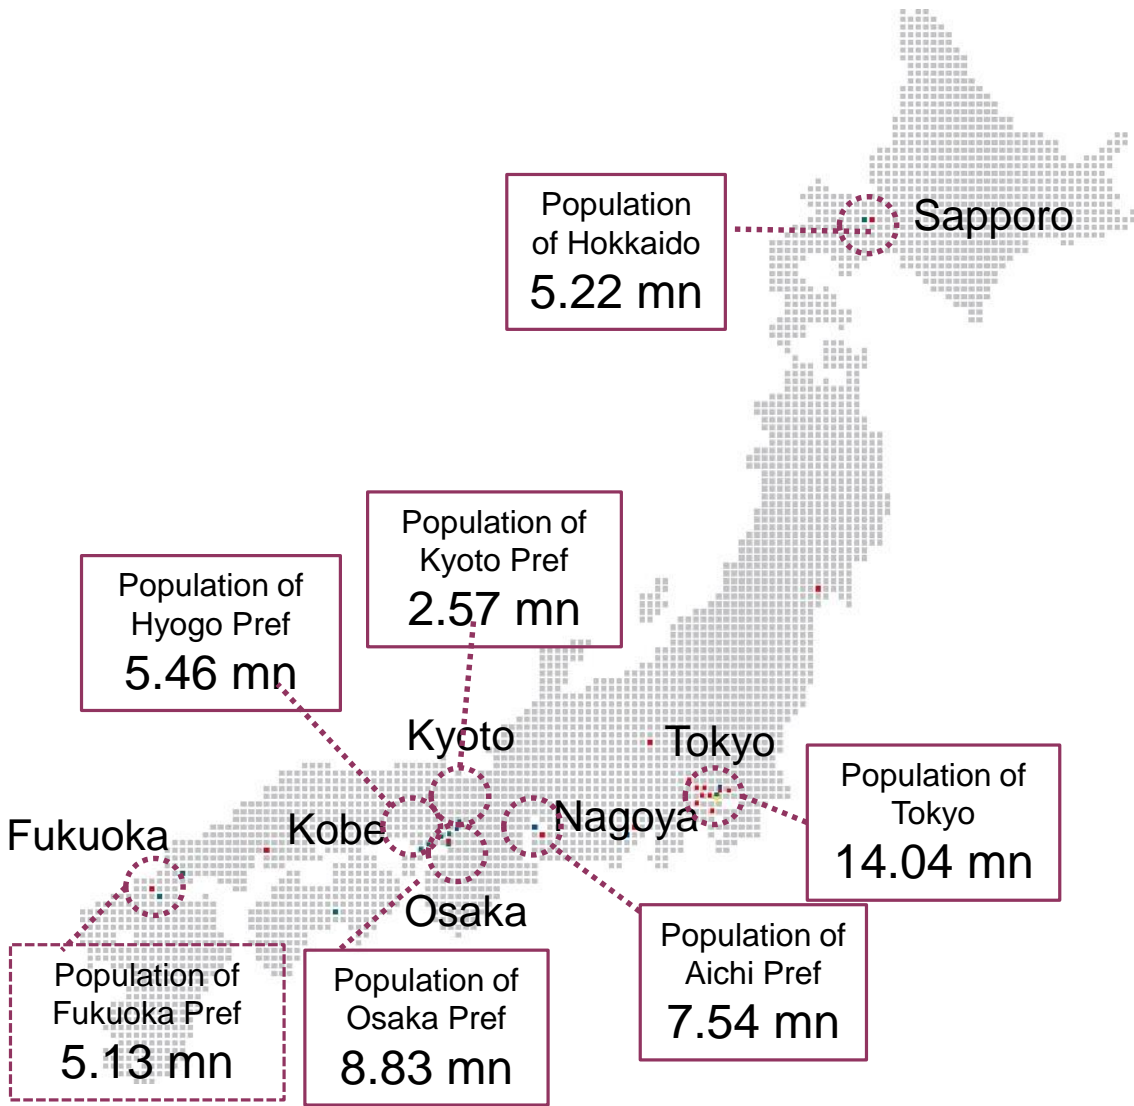 Population
of Hokkaido
5.22 mn
Sapporo
Population of
Kyoto Pref
2.57 mn
Population of
Hyogo Pref
5.46 mn
Kyoto
Tokyo
Population of
Tokyo
14.04 mn
Fukuoka
Kobe
Nagoya
Osaka
Population of
Aichi Pref
7.54 mn
Population of
Fukuoka Pref
5.13 mn
Population of
Osaka Pref
8.83 mn